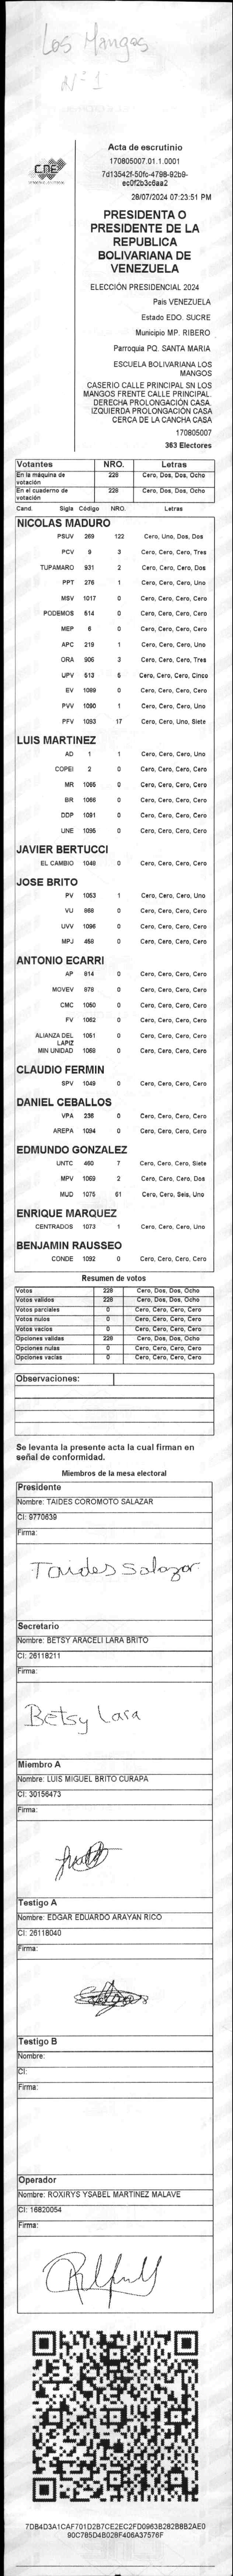 Los Mangos
N° 1
CNE
Acta de escrutinio
170805007.01.1.0001
7d13542f-50fc-4798-92b9-
ec0f2b3c6aa2
28/07/2024 07:23:51 PM
PRESIDENTA O
PRESIDENTE DE LA
REPUBLICA
BOLIVARIANA DE
VENEZUELA
ELECCIÓN PRESIDENCIAL 2024
País VENEZUELA
Estado EDO. SUCRE
Municipio MP. RIBERO
Parroquia PQ. SANTA MARIA
ESCUELA BOLIVARIANA LOS
MANGOS
CASERIO CALLE PRINCIPAL SN LOS
MANGOS FRENTE CALLE PRINCIPAL.
DERECHA PROLONGACIÓN CASA.
IZQUIERDA PROLONGACIÓN CASA
CERCA DE LA CANCHA CASA
170805007
363 Electores
Votantes NRO. Letras
En la máquina de votación 228 Cero, Dos, Dos, Ocho
En el cuaderno de votación 228 Cero, Dos, Dos, Ocho
Cand. Sigla Código NRO. Letras
NICOLAS MADURO
PSUV 269 122 Cero, Uno, Dos, Dos
PCV 9 3 Cero, Cero, Cero, Tres
TUPAMARO 931 2 Cero, Cero, Cero, Dos
PPT 276 1 Cero, Cero, Cero, Uno
MSV 1017 0 Cero, Cero, Cero, Cero
PODEMOS 514 0 Cero, Cero, Cero, Cero
MEP 6 0 Cero, Cero, Cero, Cero
APC 219 1 Cero, Cero, Cero, Uno
ORA 906 3 Cero, Cero, Cero, Tres
UPV 513 5 Cero, Cero, Cero, Cinco
EV 1089 0 Cero, Cero, Cero, Cero
PVV 1090 1 Cero, Cero, Cero, Uno
PFV 1093 17 Cero, Cero, Uno, Siete
LUIS MARTINEZ
AD 1 1 Cero, Cero, Cero, Uno
COPEI 2 0 Cero, Cero, Cero, Cero
MR 1065 0 Cero, Cero, Cero, Cero
BR 1066 0 Cero, Cero, Cero, Cero
DDP 1091 0 Cero, Cero, Cero, Cero
UNE 1095 0 Cero, Cero, Cero, Cero
JAVIER BERTUCCI
EL CAMBIO 1048 0 Cero, Cero, Cero, Cero
JOSE BRITO
PV 1053 1 Cero, Cero, Cero, Uno
VU 868 0 Cero, Cero, Cero, Cero
UVV 1096 0 Cero, Cero, Cero, Cero
MPJ 458 0 Cero, Cero, Cero, Cero
ANTONIO ECARRI
AP 814 0 Cero, Cero, Cero, Cero
MOVEV 878 0 Cero, Cero, Cero, Cero
CMC 1050 0 Cero, Cero, Cero, Cero
FV 1062 0 Cero, Cero, Cero, Cero
ALIANZA DEL LAPIZ 1051 0 Cero, Cero, Cero, Cero
MIN UNIDAD 1068 0 Cero, Cero, Cero, Cero
CLAUDIO FERMIN
SPV 1049 0 Cero, Cero, Cero, Cero
DANIEL CEBALLOS
VPA 236 0 Cero, Cero, Cero, Cero
AREPA 1094 0 Cero, Cero, Cero, Cero
EDMUNDO GONZALEZ
UNTC 460 7 Cero, Cero, Cero, Siete
MPV 1069 2 Cero, Cero, Cero, Dos
MUD 1075 61 Cero, Cero, Seis, Uno
ENRIQUE MARQUEZ
CENTRADOS 1073 1 Cero, Cero, Cero, Uno
BENJAMIN RAUSSEO
CONDE 1092 0 Cero, Cero, Cero, Cero
Resumen de votos
Votos 228 Cero, Dos, Dos, Ocho
Votos validos 228 Cero, Dos, Dos, Ocho
Votos parciales 0 Cero, Cero, Cero, Cero
Votos nulos 0 Cero, Cero, Cero, Cero
Votos vacios 0 Cero, Cero, Cero, Cero
Opciones validas 228 Cero, Dos, Dos, Ocho
Opciones nulas 0 Cero, Cero, Cero, Cero
Opciones vacias 0 Cero, Cero, Cero, Cero
Observaciones:
Se levanta la presente acta la cual firman en
señal de conformidad.
Miembros de la mesa electoral
Presidente
Nombre: TAIDES COROMOTO SALAZAR
CI: 9770639
Firma:
Taides Salazar
Secretario
Nombre: BETSY ARACELI LARA BRITO
CI: 26118211
Firma:
Betsy Lara
Miembro A
Nombre: LUIS MIGUEL BRITO CURAPA
CI: 30156473
Firma:
Testigo A
Nombre: EDGAR EDUARDO ARAYAN RICO
CI: 26118040
Firma:
Testigo B
Nombre:
CI:
Firma:
Operador
Nombre: ROXIRYS YSABEL MARTINEZ MALAVE
CI: 16820054
Firma:
7DB4D3A1CAF701D2B7CE2EC2FD0963B282B8B2AE0
90C785D4B028F406A37576F